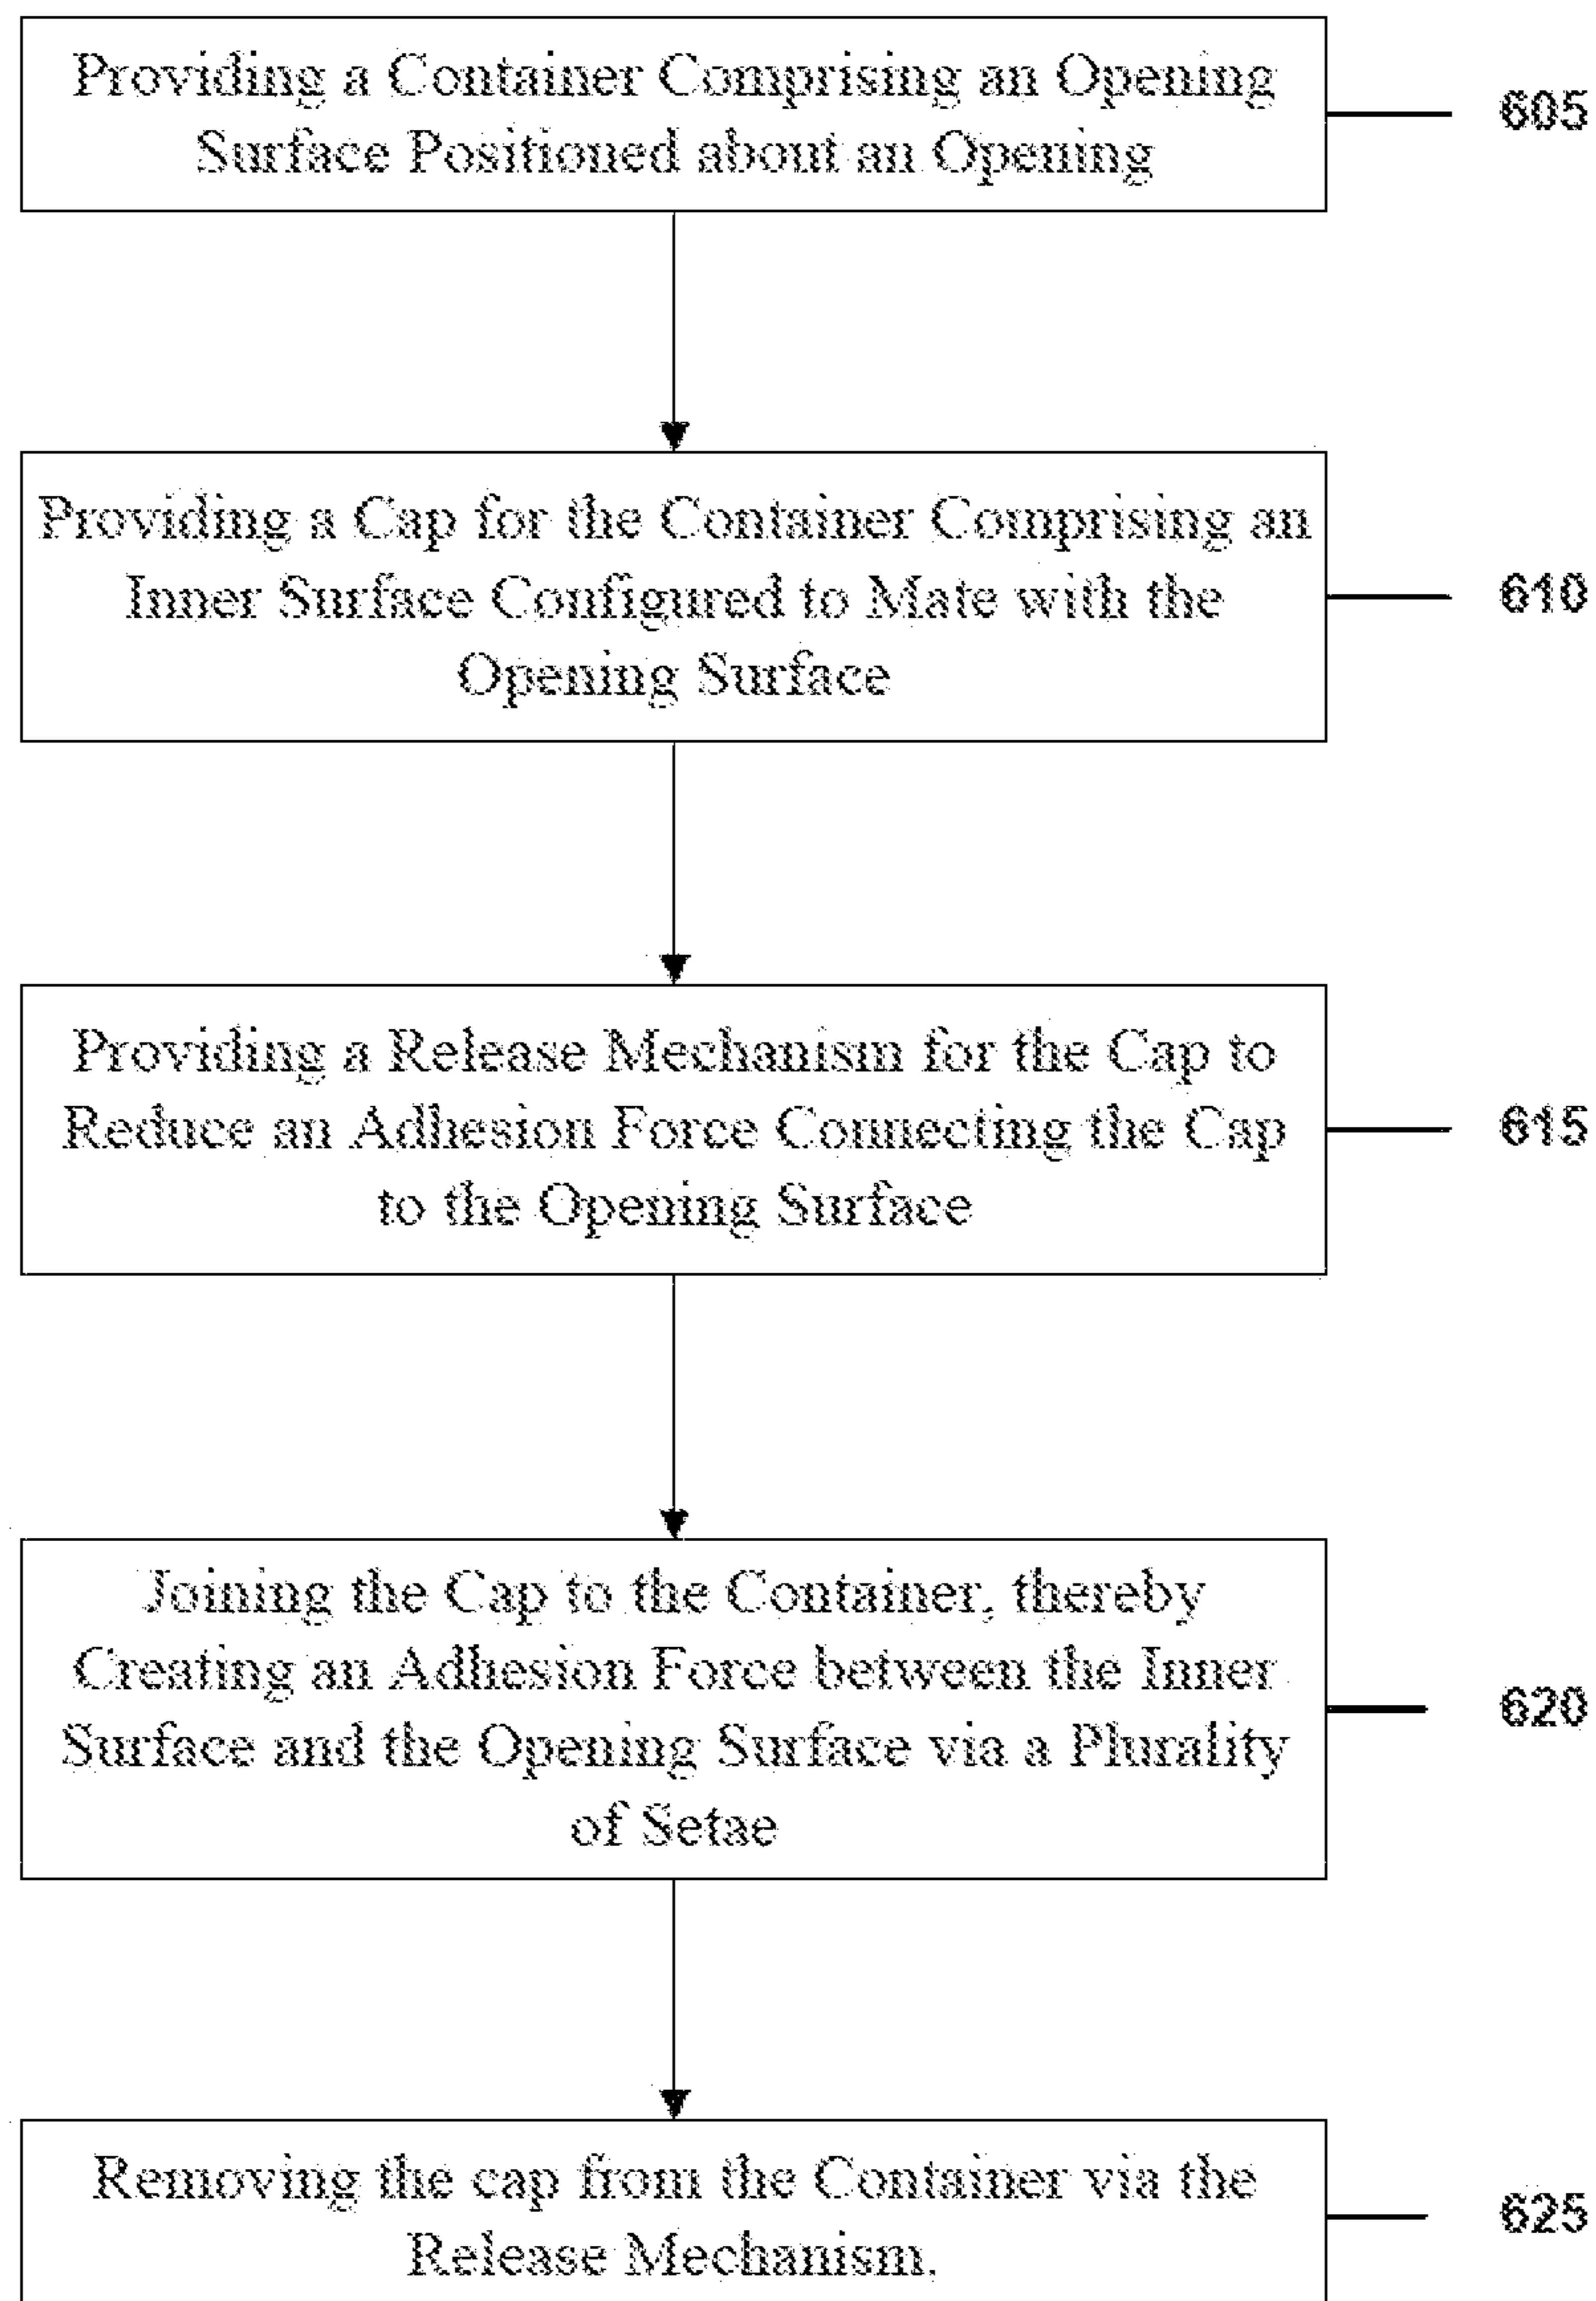 Providing a Container Comprising an Opening
Surface Positioned about an Opening
605
Providing a Cap for the Container Comprising an
Inner Surface Configured to Mate with the
Opening Surface
610
Providing a Release Mechanism for the Cap to
Reduce an Adhesion Force Connecting the Cap
to the Opening Surface
615
Joining the Cap to the Container, thereby
Creating an Adhesion Force between the Inner
Surface and the Opening Surface via a Plurality
of Setae
620
Removing the cap from the Container via the
Release Mechanism.
625